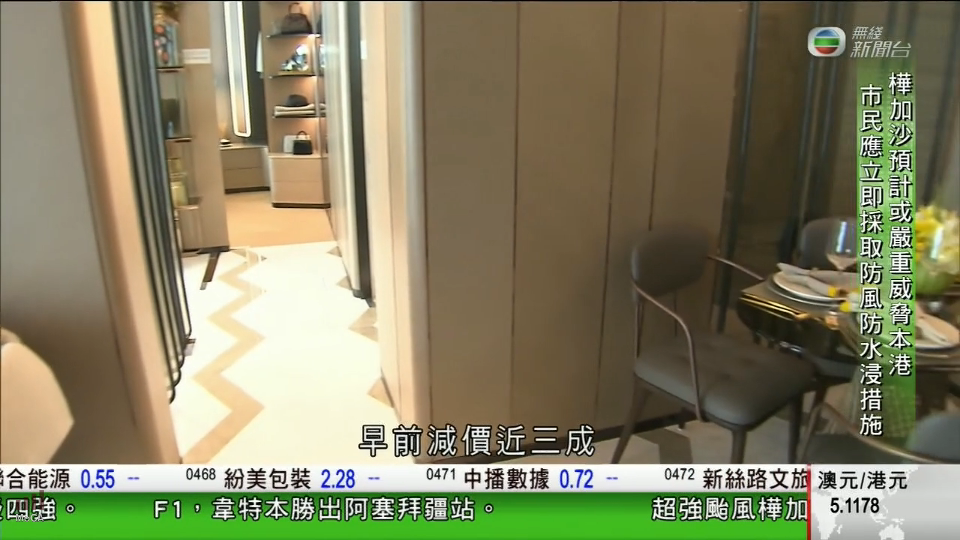 無綫
新聞台
樺加沙預計或嚴重威脅本港
市民應立即採取防風防水浸措施
早前減價近三成
合能源 0.55 -- 0468 紛美包裝 2.28 -- 0471 中播數據 0.72 -- 0472 新絲路文旅
澳元/港元
5.1178
四強。 F1，韋特本勝出阿塞拜疆站。 超強颱風樺加